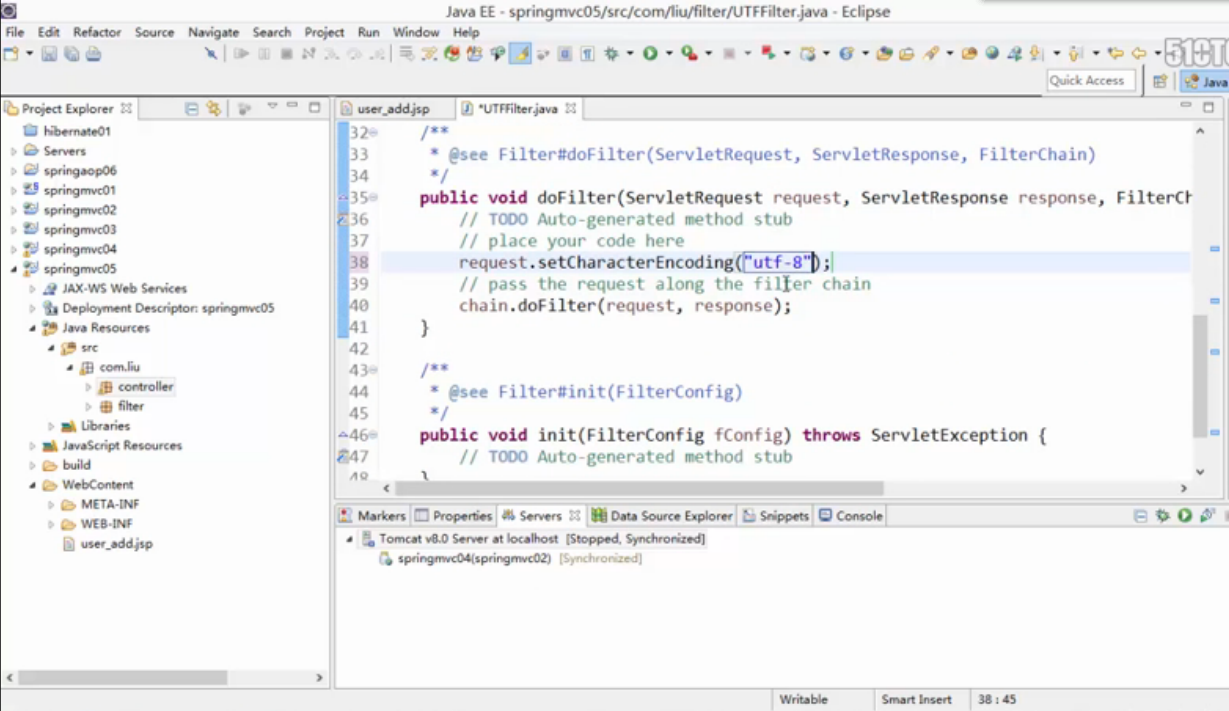 Java EE - springmvc05/src/com/liu/filter/UTFFilter.java - Eclipse
File Edit Refactor Source Navigate Search Project Run Window Help
51CTO
Quick Access
Java
Project Explorer
hibernate01
Servers
springaop06
springmvc01
springmvc02
springmvc03
springmvc04
springmvc05
JAX-WS Web Services
Deployment Descriptor: springmvc05
Java Resources
src
com.liu
controller
filter
Libraries
JavaScript Resources
build
WebContent
META-INF
WEB-INF
user_add.jsp
user_add.jsp *UTFFilter.java
32 /**
33 * @see Filter#doFilter(ServletRequest, ServletResponse, FilterChain)
34 */
35 public void doFilter(ServletRequest request, ServletResponse response, FilterCh
36 // TODO Auto-generated method stub
37 // place your code here
38 request.setCharacterEncoding("utf-8");
39 // pass the request along the filter chain
40 chain.doFilter(request, response);
41 }
42
43 /**
44 * @see Filter#init(FilterConfig)
45 */
46 public void init(FilterConfig fConfig) throws ServletException {
47 // TODO Auto-generated method stub
48 }
Markers Properties Servers Data Source Explorer Snippets Console
Tomcat v8.0 Server at localhost [Stopped, Synchronized]
springmvc04(springmvc02) [Synchronized]
Writable Smart Insert 38 : 45